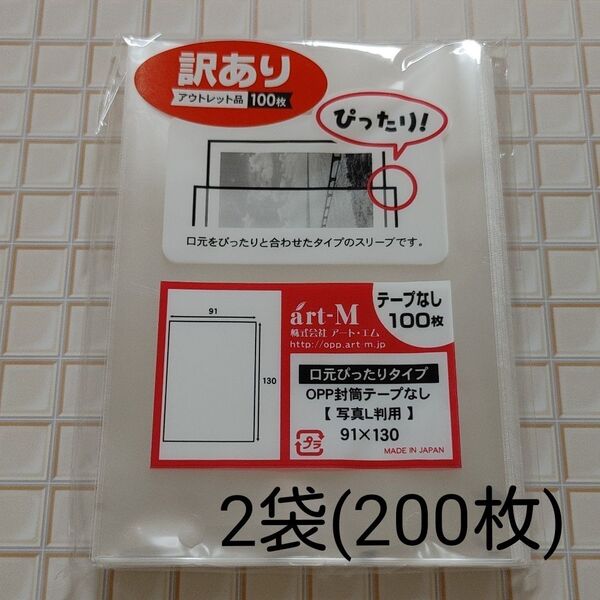 訳あり
アウトレット品 100枚
ぴったり!
口元をぴったりと合わせたタイプのスリーブです。
91
130
art-M
株式会社 アート・エム
http://opp.art-m.jp
テープなし
100枚
口元ぴったりタイプ
OPP封筒テープなし
【写真L判用】
91×130
プラ
MADE IN JAPAN
2袋(200枚)